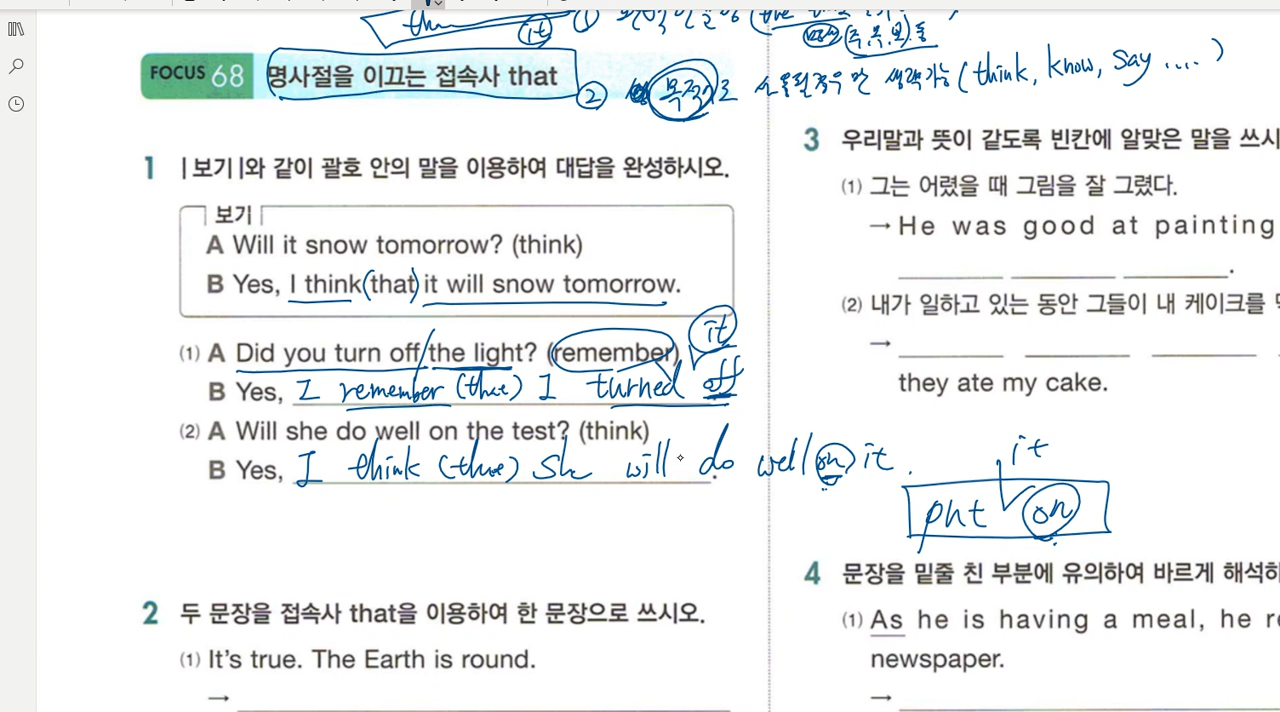 the
it
①
FOCUS 68 명사절을 이끄는 접속사 that
② 목적어로 쓰일 경우만 생략가능 (think, know, say ....)
1 |보기|와 같이 괄호 안의 말을 이용하여 대답을 완성하시오.
보기
A Will it snow tomorrow? (think)
B Yes, I think (that) it will snow tomorrow.
it
(1) A Did you turn off the light? (remember)
B Yes, I remember (that) I turned off
(2) A Will she do well on the test? (think)
B Yes, I think (that) she will do well on it.
it
put on
2 두 문장을 접속사 that을 이용하여 한 문장으로 쓰시오.
(1) It's true. The Earth is round.
→
3 우리말과 뜻이 같도록 빈칸에 알맞은 말을 쓰시
(1) 그는 어렸을 때 그림을 잘 그렸다.
→ He was good at painting
.
(2) 내가 일하고 있는 동안 그들이 내 케이크를
→
they ate my cake.
4 문장을 밑줄 친 부분에 유의하여 바르게 해석하
(1) As he is having a meal, he
newspaper.
→